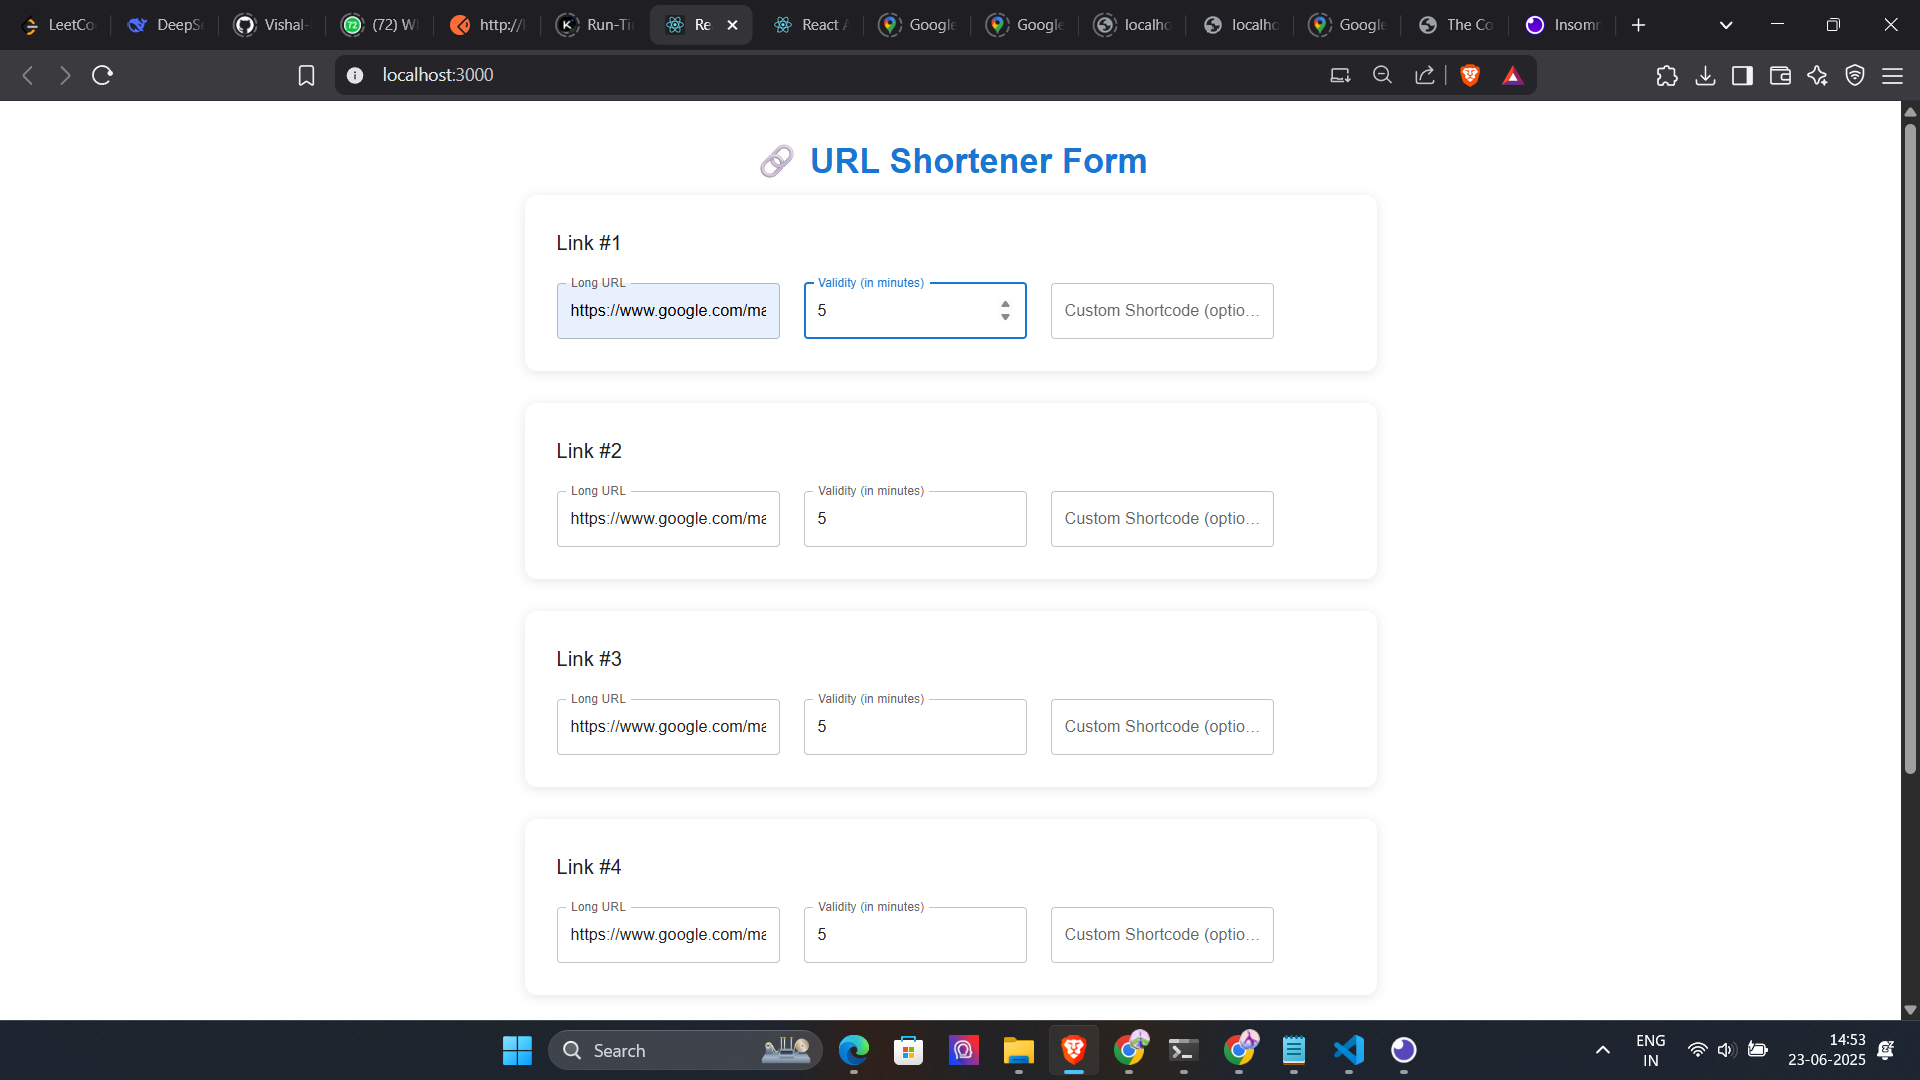 LeetCo
DeepSe
Vishal-
(72) W
http://l
Run-Ti
Re
React A
Google
Google
localho
localho
Google
The Co
Insomn
localhost:3000
URL Shortener Form
Link #1
Long URL
https://www.google.com/ma
Validity (in minutes)
5
Custom Shortcode (optio...
Link #2
Long URL
https://www.google.com/ma
Validity (in minutes)
5
Custom Shortcode (optio...
Link #3
Long URL
https://www.google.com/ma
Validity (in minutes)
5
Custom Shortcode (optio...
Link #4
Long URL
https://www.google.com/ma
Validity (in minutes)
5
Custom Shortcode (optio...
Search
ENG
IN
14:53
23-06-2025